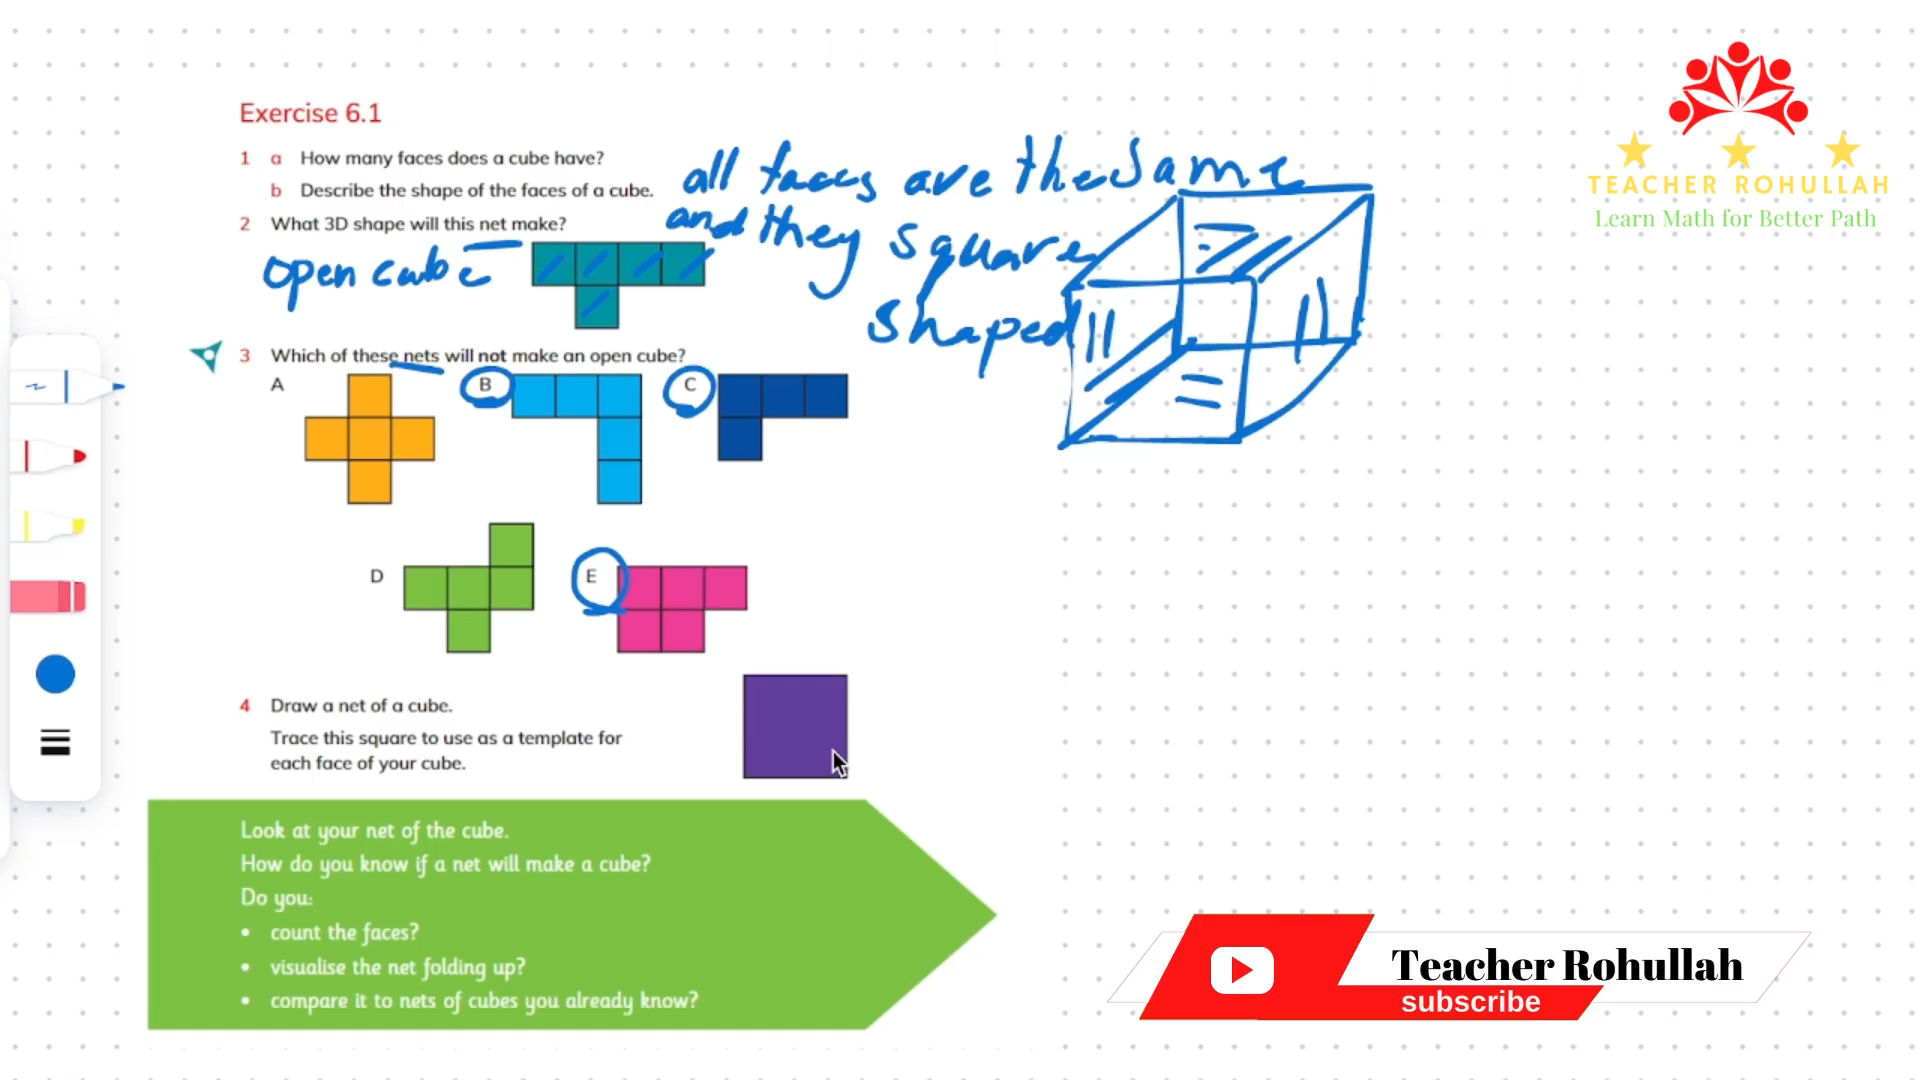 Exercise 6.1
1 a How many faces does a cube have?
b Describe the shape of the faces of a cube.
all faces are the same
and they square
shaped
2 What 3D shape will this net make?
open cube
3 Which of these nets will not make an open cube?
A
B
C
D
E
4 Draw a net of a cube.
Trace this square to use as a template for
each face of your cube.
Look at your net of the cube.
How do you know if a net will make a cube?
Do you:
• count the faces?
• visualise the net folding up?
• compare it to nets of cubes you already know?
TEACHER ROHULLAH
Learn Math for Better Path
Teacher Rohullah
subscribe